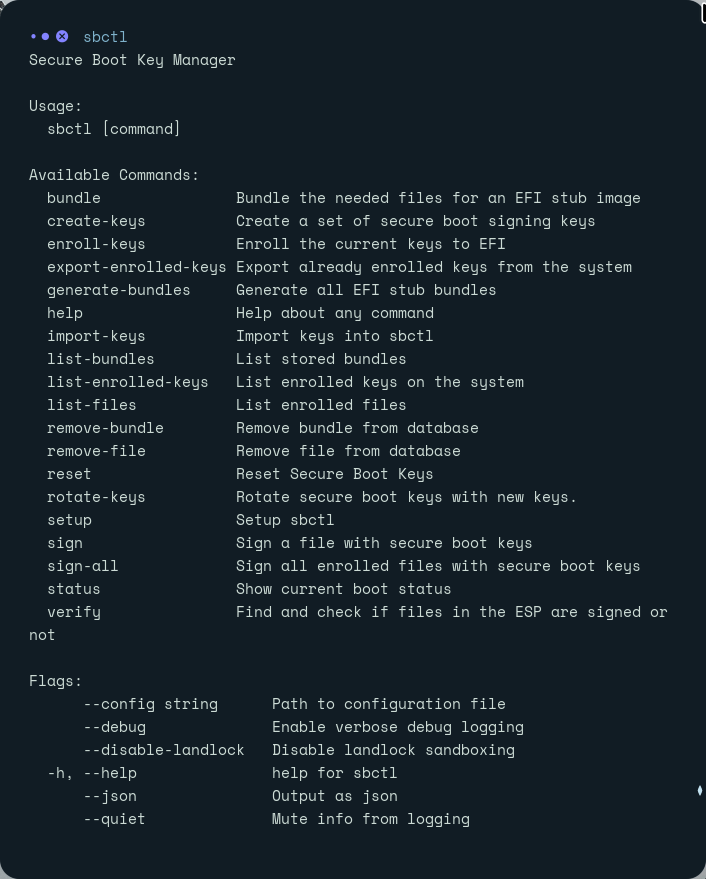 sbctl
Secure Boot Key Manager

Usage:
  sbctl [command]

Available Commands:
  bundle               Bundle the needed files for an EFI stub image
  create-keys          Create a set of secure boot signing keys
  enroll-keys          Enroll the current keys to EFI
  export-enrolled-keys Export already enrolled keys from the system
  generate-bundles     Generate all EFI stub bundles
  help                 Help about any command
  import-keys          Import keys into sbctl
  list-bundles         List stored bundles
  list-enrolled-keys   List enrolled keys on the system
  list-files           List enrolled files
  remove-bundle        Remove bundle from database
  remove-file          Remove file from database
  reset                Reset Secure Boot Keys
  rotate-keys          Rotate secure boot keys with new keys.
  setup                Setup sbctl
  sign                 Sign a file with secure boot keys
  sign-all             Sign all enrolled files with secure boot keys
  status               Show current boot status
  verify               Find and check if files in the ESP are signed or
not

Flags:
      --config string      Path to configuration file
      --debug              Enable verbose debug logging
      --disable-landlock   Disable landlock sandboxing
  -h, --help               help for sbctl
      --json               Output as json
      --quiet              Mute info from logging